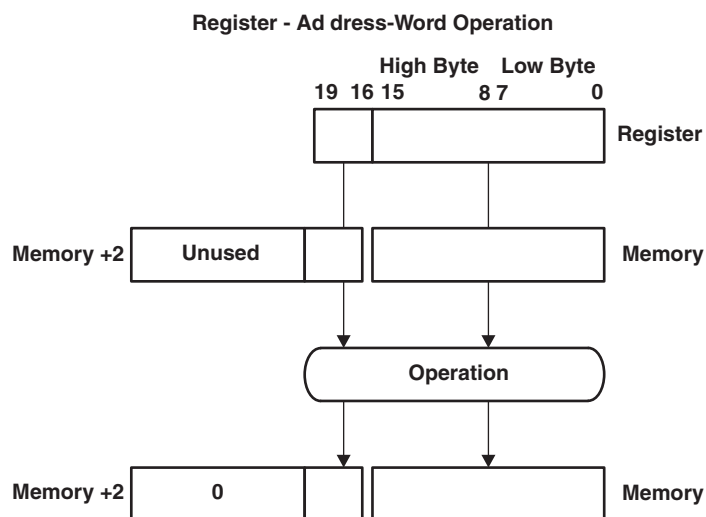 Register - Ad dress-Word Operation
High Byte Low Byte
19 16 15 8 7 0
Register
Memory +2 Unused Memory
Operation
Memory +2 0 Memory